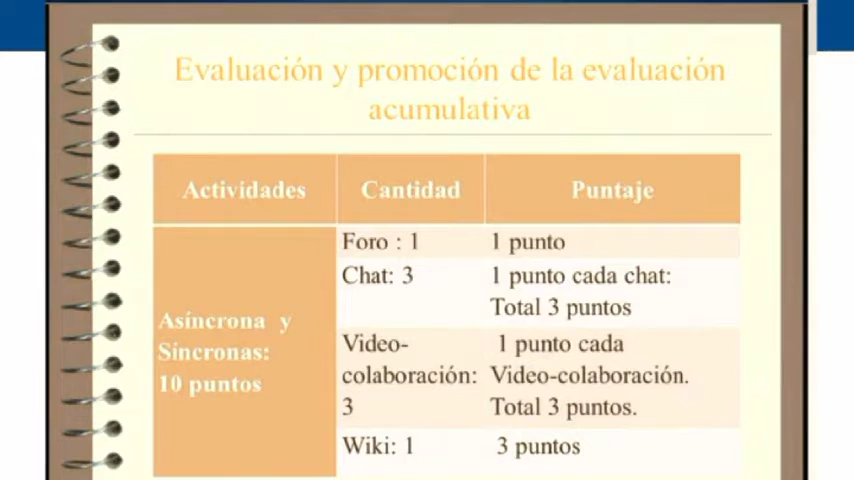 Evaluación y promoción de la evaluación
acumulativa
Actividades Cantidad Puntaje
Asíncrona y
Síncronas:
10 puntos
Foro : 1 1 punto
Chat: 3 1 punto cada chat:
Total 3 puntos
Video- 1 punto cada
colaboración: Video-colaboración.
3 Total 3 puntos.
Wiki: 1 3 puntos